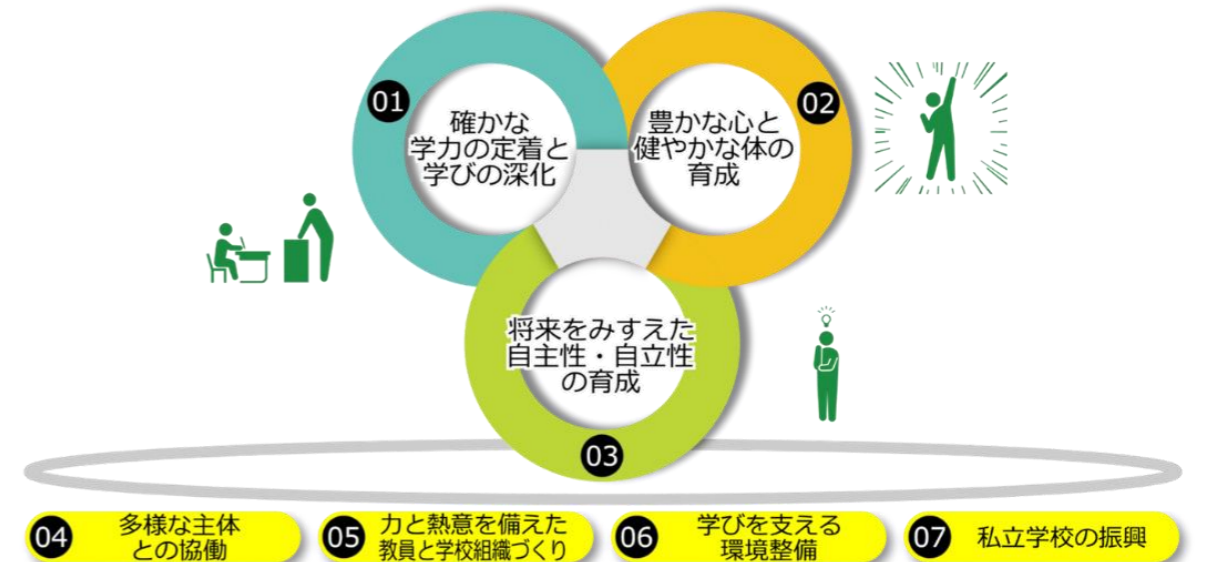 01
確かな
学力の定着と
学びの深化
02
豊かな心と
健やかな体の
育成
将来をみすえた
自主性・自立性
の育成
03
04
多様な主体
との協働
05
力と熱意を備えた
教員と学校組織づくり
06
学びを支える
環境整備
07
私立学校の振興